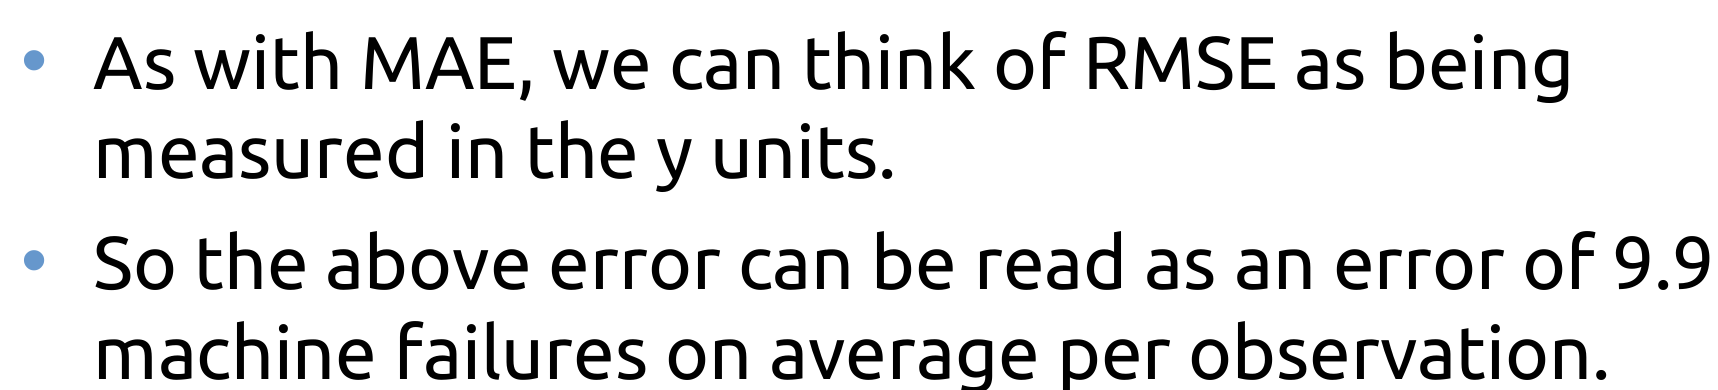 • As with MAE, we can think of RMSE as being
measured in the y units.
• So the above error can be read as an error of 9.9
machine failures on average per observation.